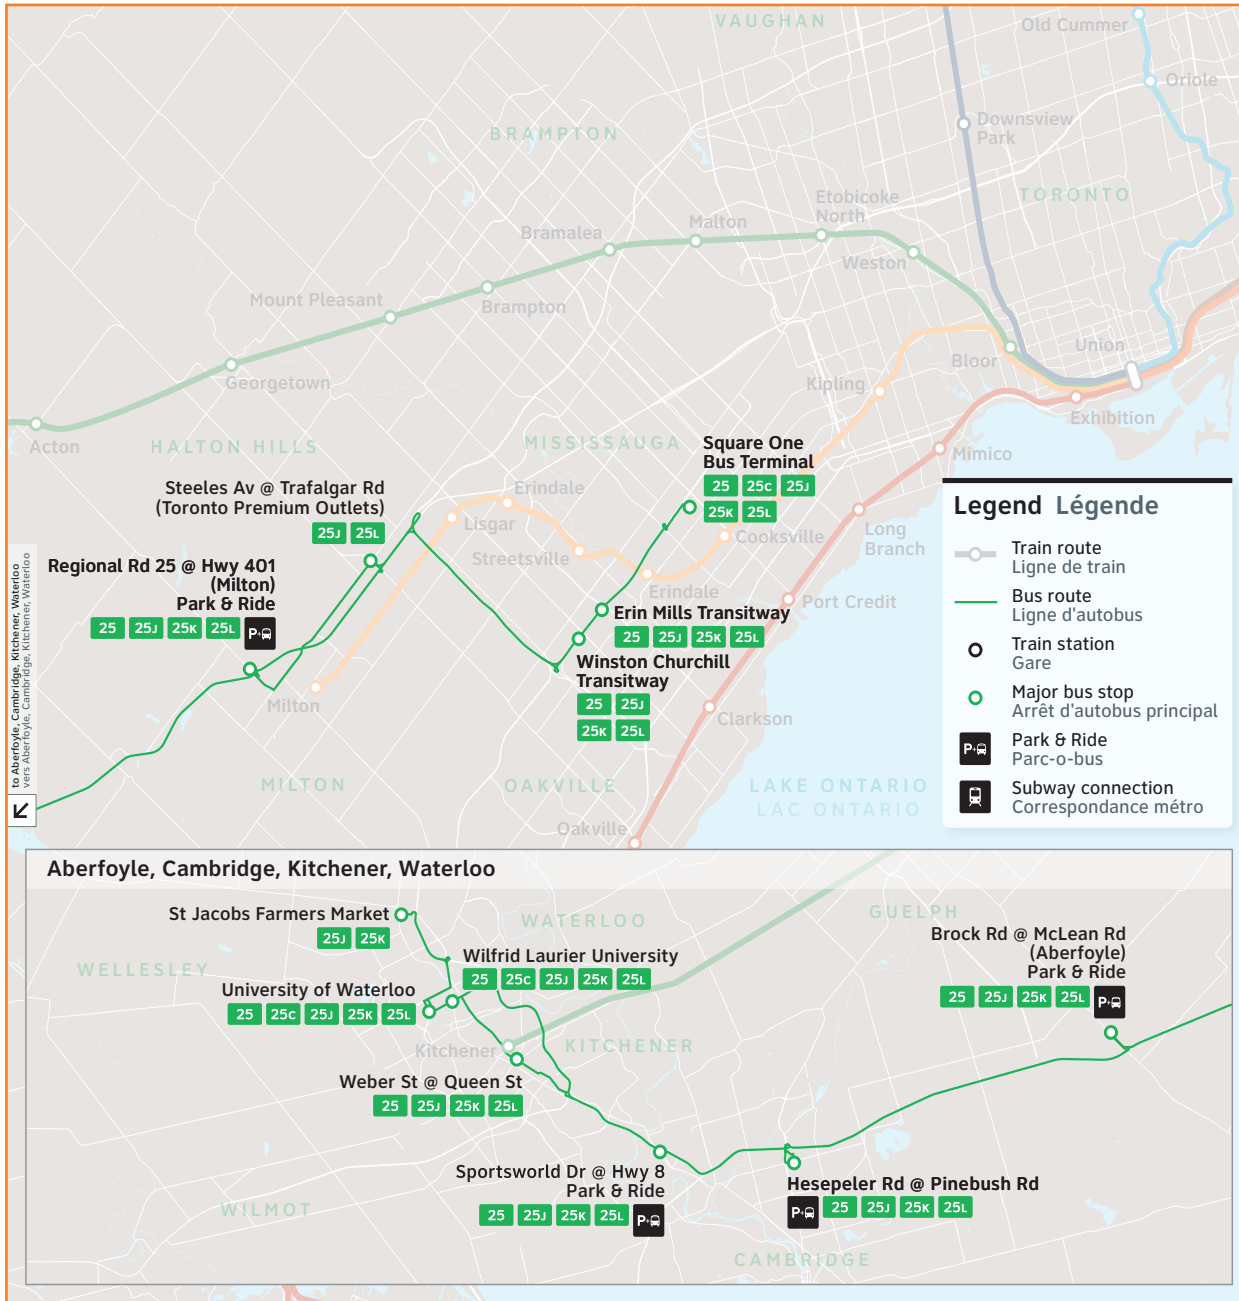 VAUGHAN
Old Cummer
Oriole
Downsview
Park
BRAMPTON
TORONTO
Etobicoke
North
Malton
Bramalea
Weston
Mount Pleasant
Brampton
Union
Bloor
Georgetown
Kipling
Exhibition
Acton
HALTON HILLS
MISSISSAUGA
Square One
Bus Terminal
25 25C 25J
25K 25L
Mimico
Steeles Av @ Trafalgar Rd
(Toronto Premium Outlets)
25J 25L
Erindale
Lisgar
Streetsville
Cooksville
Long
Branch
Regional Rd 25 @ Hwy 401
(Milton)
Park & Ride
25 25J 25K 25L P+
Erindale
Port Credit
Erin Mills Transitway
25 25J 25K 25L
Winston Churchill
Transitway
25 25J
25K 25L
Milton
Clarkson
to Aberfoyle, Cambridge, Kitchener, Waterloo
vers Aberfoyle, Cambridge, Kitchener, Waterloo
MILTON
OAKVILLE
LAKE ONTARIO
LAC ONTARIO
Oakville
Legend Légende
Train route
Ligne de train
Bus route
Ligne d'autobus
Train station
Gare
Major bus stop
Arrêt d'autobus principal
P+
Park & Ride
Parc-o-bus
Subway connection
Correspondance métro
Aberfoyle, Cambridge, Kitchener, Waterloo
St Jacobs Farmers Market
25J 25K
WATERLOO
GUELPH
Brock Rd @ McLean Rd
(Aberfoyle)
Park & Ride
25 25J 25K 25L P+
WELLESLEY
Wilfrid Laurier University
25 25C 25J 25K 25L
University of Waterloo
25 25C 25J 25K 25L
Kitchener
KITCHENER
Weber St @ Queen St
25 25J 25K 25L
Sportsworld Dr @ Hwy 8
Park & Ride
25 25J 25K 25L P+
Hesepeler Rd @ Pinebush Rd
P+ 25 25J 25K 25L
WILMOT
CAMBRIDGE